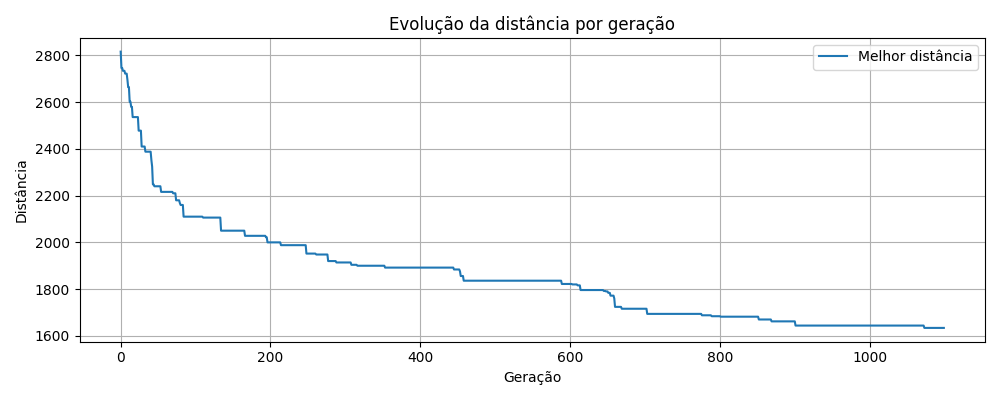 Evolução da distância por geração
Melhor distância
Distância
2800
2600
2400
2200
2000
1800
1600
0 200 400 600 800 1000
Geração